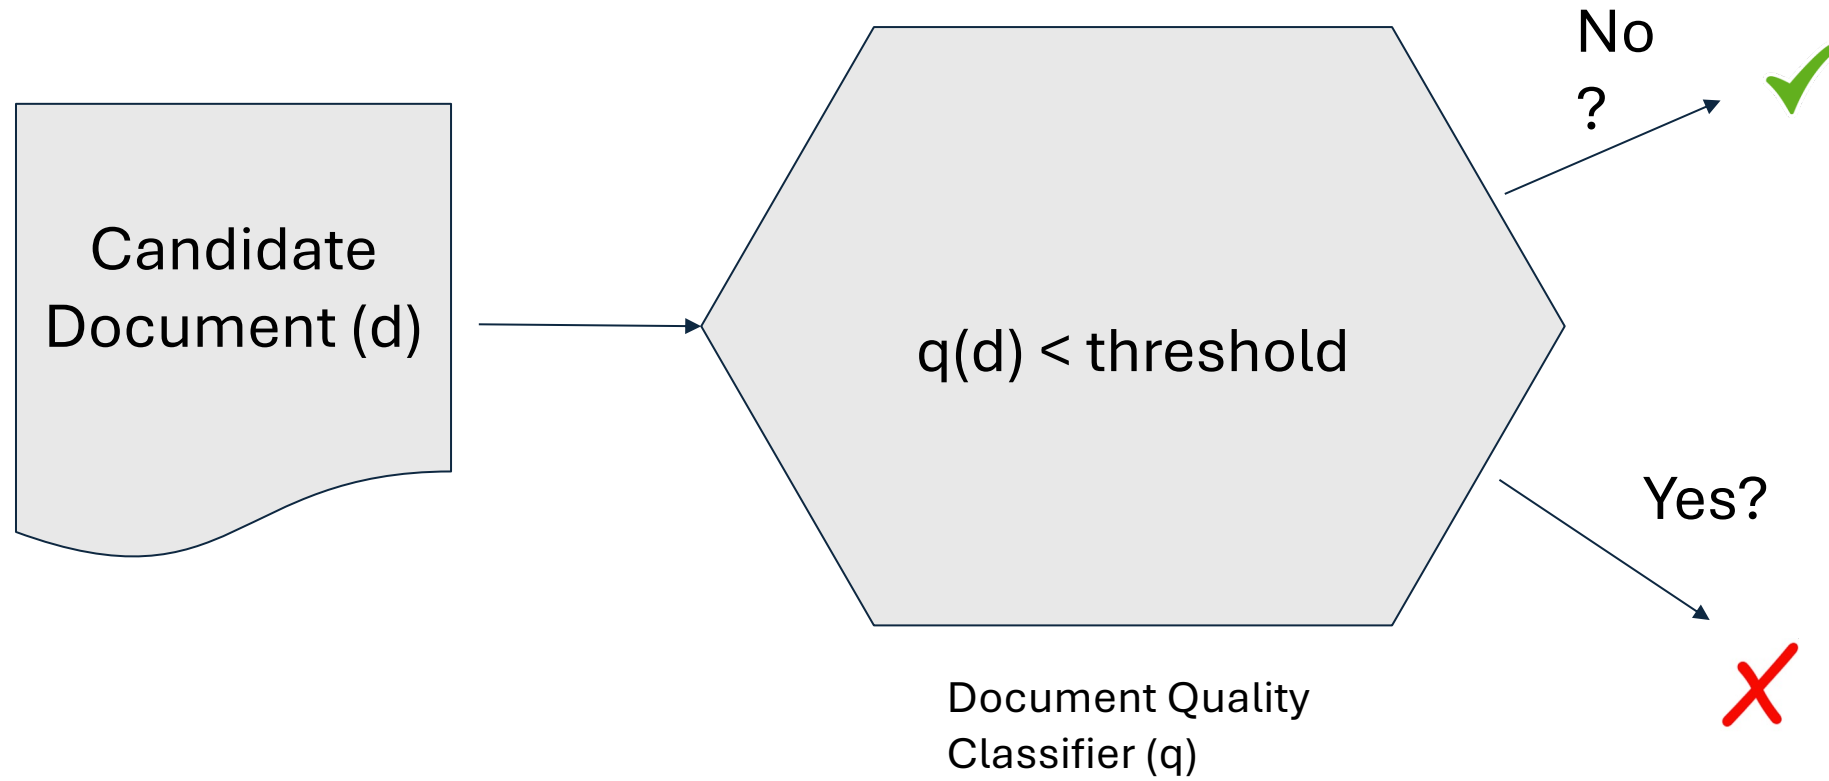 Candidate
Document (d)
q(d) < threshold
No
?
Yes?
Document Quality
Classifier (q)